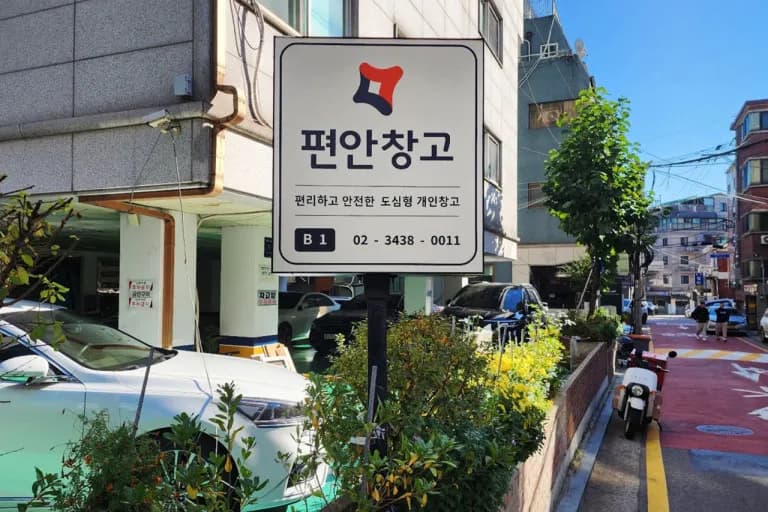 편안창고
편리하고 안전한 도심형 개인창고
B 1 02 - 3438 - 0011